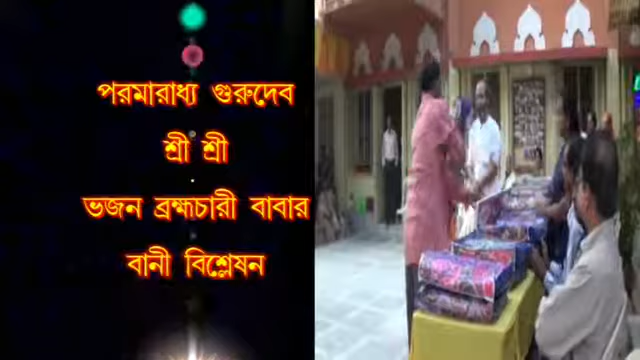 পরমারাধ্য গুরুদেব
শ্রী শ্রী
ভজন ব্রহ্মচারী বাবার
বানী বিশ্লেষন